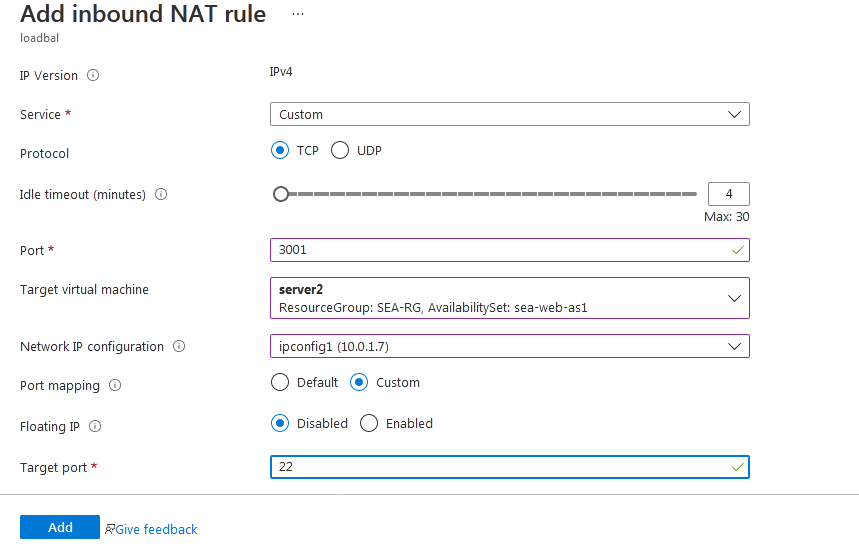 Add inbound NAT rule ...
loadbal
IP Version
IPv4
Service *
Custom
Protocol
TCP
UDP
Idle timeout (minutes)
4
Max: 30
Port *
3001
Target virtual machine
server2
ResourceGroup: SEA-RG, AvailabilitySet: sea-web-as1
Network IP configuration
ipconfig1 (10.0.1.7)
Port mapping
Default
Custom
Floating IP
Disabled
Enabled
Target port *
22
Add
Give feedback